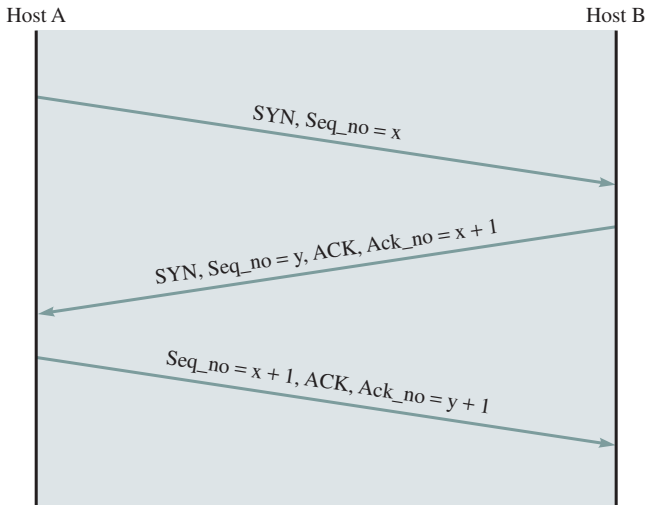 Host A
Host B
SYN, Seq_no = x
SYN, Seq_no = y, ACK, Ack_no = x + 1
Seq_no = x + 1, ACK, Ack_no = y + 1